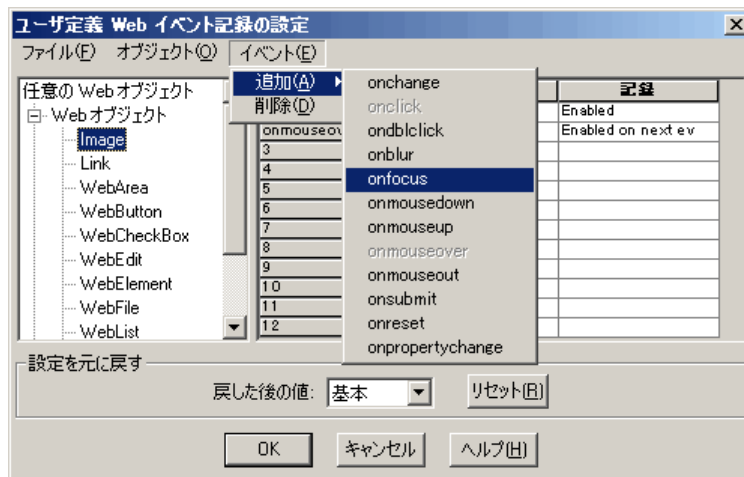 ユーザ定義 Web イベント記録の設定
ファイル(F) オブジェクト(O) イベント(E)
追加(A)
削除(D)
onchange
onclick
ondblclick
onblur
onfocus
onmousedown
onmouseup
onmouseover
onmouseout
onsubmit
onreset
onpropertychange
任意の Web オブジェクト
Web オブジェクト
Image
Link
WebArea
WebButton
WebCheckBox
WebEdit
WebElement
WebFile
WebList
記録
Enabled
onmouseov Enabled on next ev
3
4
5
6
7
8
9
10
11
12
設定を元に戻す
戻した後の値: 基本 リセット(R)
OK キャンセル ヘルプ(H)